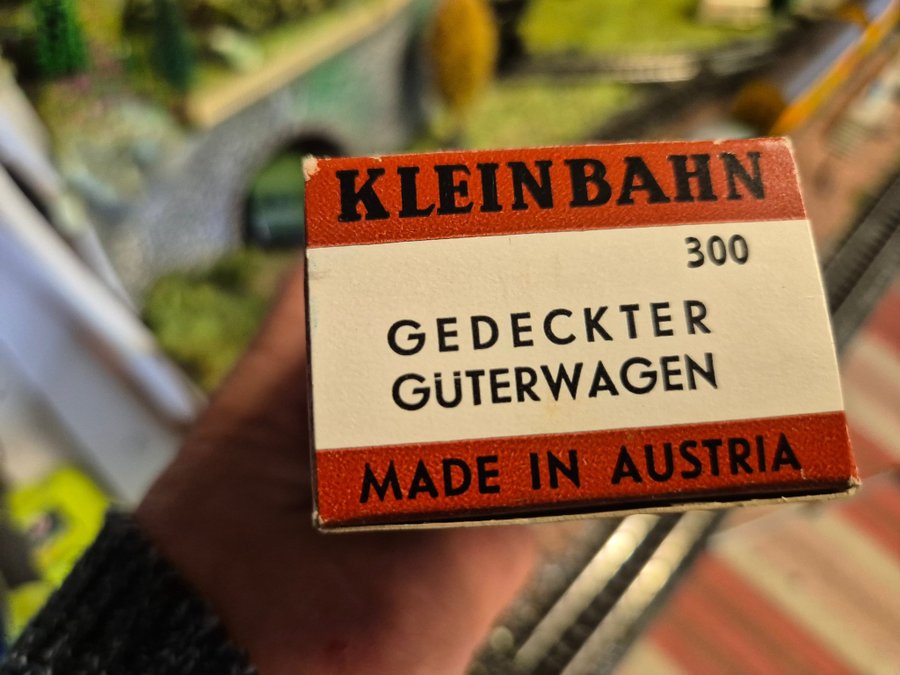 KLEINBAHN
300
GEDECKTER
GÜTERWAGEN
MADE IN AUSTRIA